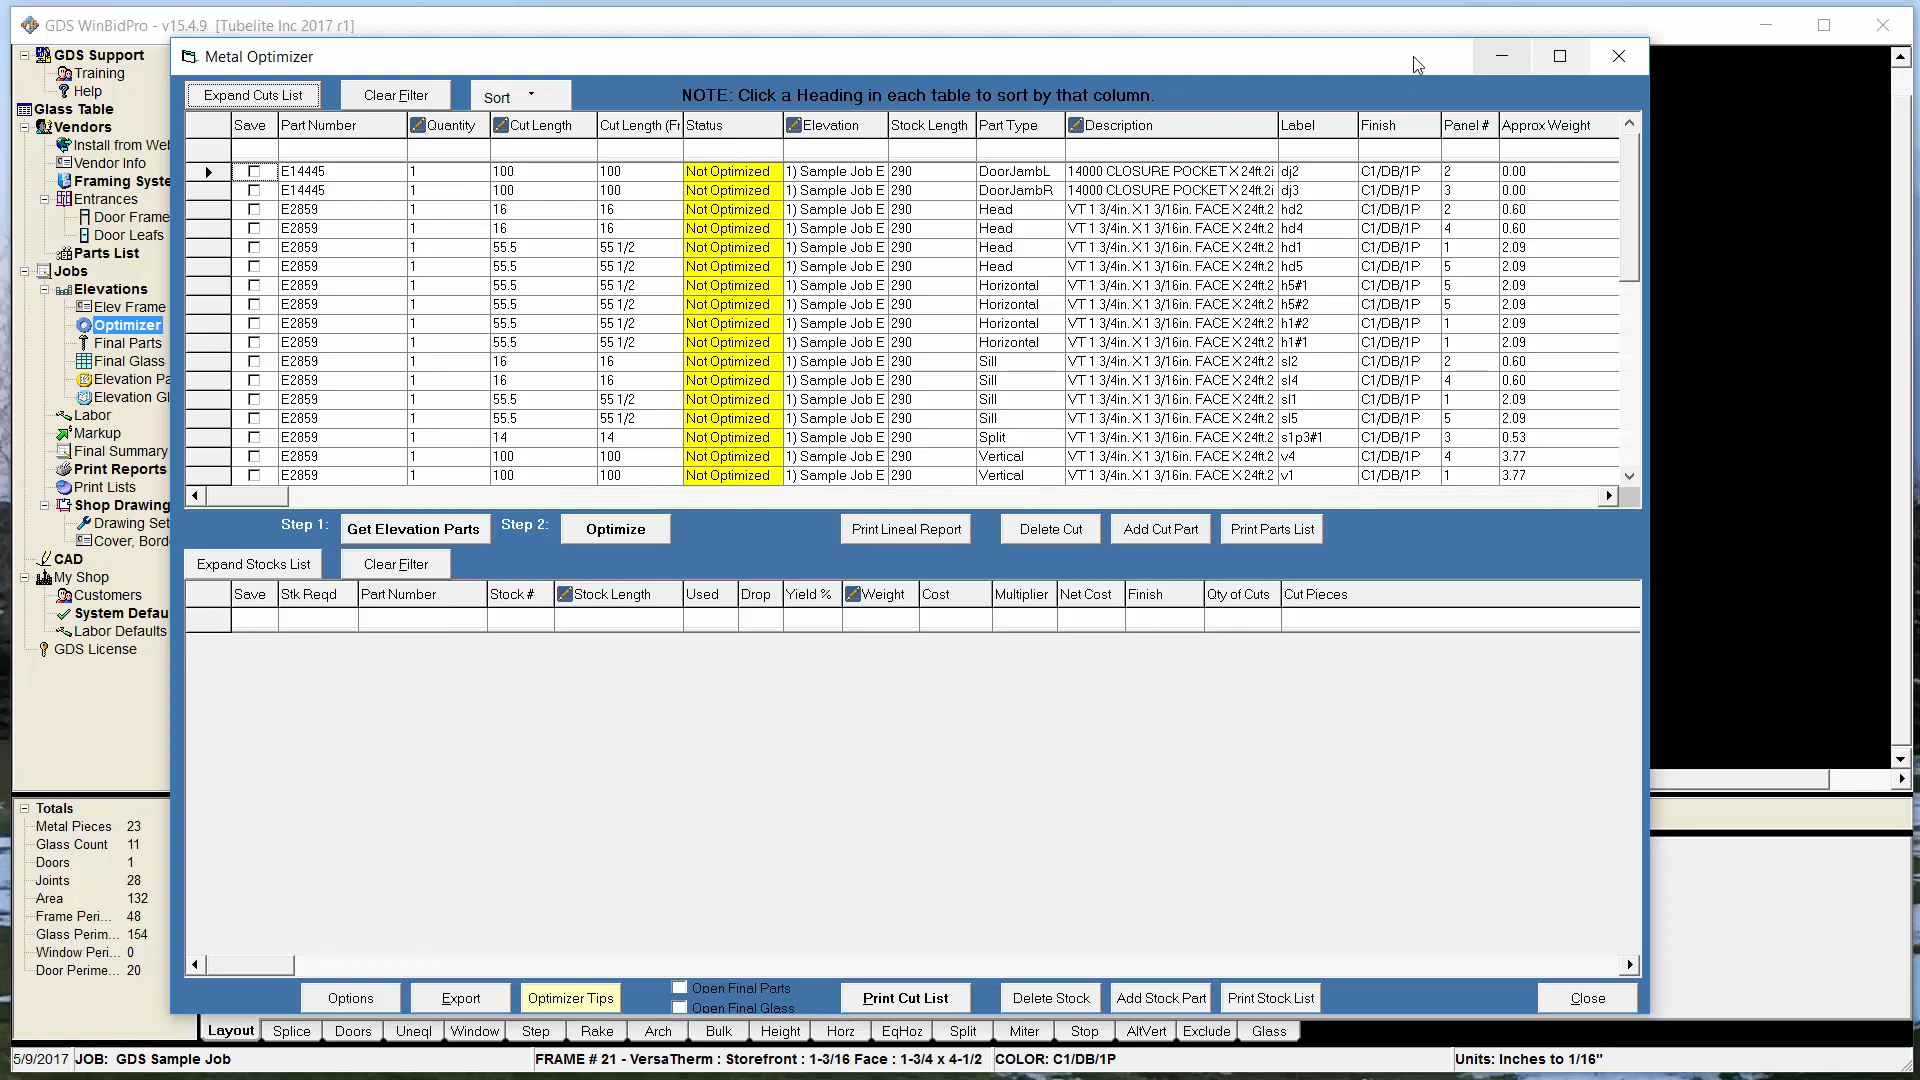 GDS WinBidPro - v15.4.9 [Tubelite Inc 2017 r1]
GDS Support
Training
Help
Glass Table
Vendors
Install from Web
Vendor Info
Framing Syste
Entrances
Door Frame
Door Leafs
Parts List
Jobs
Elevations
Elev Frame
Optimizer
Final Parts
Final Glass
Elevation Pa
Elevation Gl
Labor
Markup
Final Summary
Print Reports
Print Lists
Shop Drawing
Drawing Set
Cover, Bord
CAD
My Shop
Customers
System Defau
Labor Defaults
GDS License
Totals
Metal Pieces 23
Glass Count 11
Doors 1
Joints 28
Area 132
Frame Peri... 48
Glass Perim... 154
Window Peri... 0
Door Perime... 20
Metal Optimizer
Expand Cuts List Clear Filter Sort NOTE: Click a Heading in each table to sort by that column.
Save Part Number Quantity Cut Length Cut Length (Fr Status Elevation Stock Length Part Type Description Label Finish Panel # Approx Weight
E14445 1 100 100 Not Optimized 1) Sample Job E 290 DoorJambL 14000 CLOSURE POCKET X 24ft.2i dj2 C1/DB/1P 2 0.00
E14445 1 100 100 Not Optimized 1) Sample Job E 290 DoorJambR 14000 CLOSURE POCKET X 24ft.2i dj3 C1/DB/1P 3 0.00
E2859 1 16 16 Not Optimized 1) Sample Job E 290 Head VT 1 3/4in. X 1 3/16in. FACE X 24ft.2 hd2 C1/DB/1P 2 0.60
E2859 1 16 16 Not Optimized 1) Sample Job E 290 Head VT 1 3/4in. X 1 3/16in. FACE X 24ft.2 hd4 C1/DB/1P 4 0.60
E2859 1 55.5 55 1/2 Not Optimized 1) Sample Job E 290 Head VT 1 3/4in. X 1 3/16in. FACE X 24ft.2 hd1 C1/DB/1P 1 2.09
E2859 1 55.5 55 1/2 Not Optimized 1) Sample Job E 290 Head VT 1 3/4in. X 1 3/16in. FACE X 24ft.2 hd5 C1/DB/1P 5 2.09
E2859 1 55.5 55 1/2 Not Optimized 1) Sample Job E 290 Horizontal VT 1 3/4in. X 1 3/16in. FACE X 24ft.2 h5#1 C1/DB/1P 5 2.09
E2859 1 55.5 55 1/2 Not Optimized 1) Sample Job E 290 Horizontal VT 1 3/4in. X 1 3/16in. FACE X 24ft.2 h5#2 C1/DB/1P 5 2.09
E2859 1 55.5 55 1/2 Not Optimized 1) Sample Job E 290 Horizontal VT 1 3/4in. X 1 3/16in. FACE X 24ft.2 h1#2 C1/DB/1P 1 2.09
E2859 1 55.5 55 1/2 Not Optimized 1) Sample Job E 290 Horizontal VT 1 3/4in. X 1 3/16in. FACE X 24ft.2 h1#1 C1/DB/1P 1 2.09
E2859 1 16 16 Not Optimized 1) Sample Job E 290 Sill VT 1 3/4in. X 1 3/16in. FACE X 24ft.2 sl2 C1/DB/1P 2 0.60
E2859 1 16 16 Not Optimized 1) Sample Job E 290 Sill VT 1 3/4in. X 1 3/16in. FACE X 24ft.2 sl4 C1/DB/1P 4 0.60
E2859 1 55.5 55 1/2 Not Optimized 1) Sample Job E 290 Sill VT 1 3/4in. X 1 3/16in. FACE X 24ft.2 sl1 C1/DB/1P 1 2.09
E2859 1 55.5 55 1/2 Not Optimized 1) Sample Job E 290 Sill VT 1 3/4in. X 1 3/16in. FACE X 24ft.2 sl5 C1/DB/1P 5 2.09
E2859 1 14 14 Not Optimized 1) Sample Job E 290 Split VT 1 3/4in. X 1 3/16in. FACE X 24ft.2 s1p3#1 C1/DB/1P 3 0.53
E2859 1 100 100 Not Optimized 1) Sample Job E 290 Vertical VT 1 3/4in. X 1 3/16in. FACE X 24ft.2 v4 C1/DB/1P 4 3.77
E2859 1 100 100 Not Optimized 1) Sample Job E 290 Vertical VT 1 3/4in. X 1 3/16in. FACE X 24ft.2 v1 C1/DB/1P 1 3.77
Step 1: Get Elevation Parts Step 2: Optimize Print Lineal Report Delete Cut Add Cut Part Print Parts List
Expand Stocks List Clear Filter
Save Stk Reqd Part Number Stock # Stock Length Used Drop Yield % Weight Cost Multiplier Net Cost Finish Qty of Cuts Cut Pieces
Options Export Optimizer Tips Open Final Parts Print Cut List Delete Stock Add Stock Part Print Stock List Close
Open Final Glass
Layout Splice Doors Uneql Window Step Rake Arch Bulk Height Horz EqHoz Split Miter Stop AltVert Exclude Glass
5/9/2017 JOB: GDS Sample Job FRAME # 21 - VersaTherm : Storefront : 1-3/16 Face : 1-3/4 x 4-1/2 COLOR: C1/DB/1P Units: Inches to 1/16"